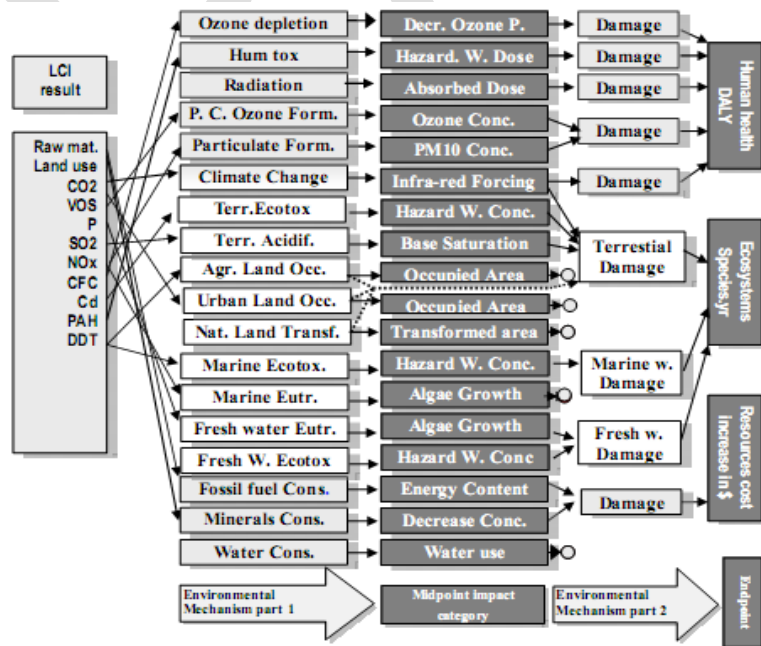 Ozone depletion
Decr. Ozone P.
Damage
LCI
result
Hum tox
Hazard. W. Dose
Damage
Human health
DALY
Radiation
Absorbed Dose
Damage
P. C. Ozone Form.
Ozone Conc.
Damage
Raw mat.
Land use
CO2
VOS
P
SO2
NOx
CFC
Cd
PAH
DDT
Particulate Form.
PM10 Conc.
Climate Change
Infra-red Forcing
Damage
Terr.Ecotox
Hazard W. Conc.
Terr. Acidif.
Base Saturation
Terrestial
Damage
Ecosystems
Species.yr
Agr. Land Occ.
Occupied Area
Urban Land Occ.
Occupied Area
Nat. Land Transf.
Transformed area
Marine Ecotox.
Hazard W. Conc.
Marine w.
Damage
Marine Eutr.
Algae Growth
Fresh water Eutr.
Algae Growth
Fresh w.
Damage
Resources cost
increase in $
Fresh W. Ecotox
Hazard W. Conc
Fossil fuel Cons.
Energy Content
Damage
Minerals Cons.
Decrease Conc.
Water Cons.
Water use
Environmental
Mechanism part 1
Midpoint impact
category
Environmental
Mechanism part 2
Endpoint